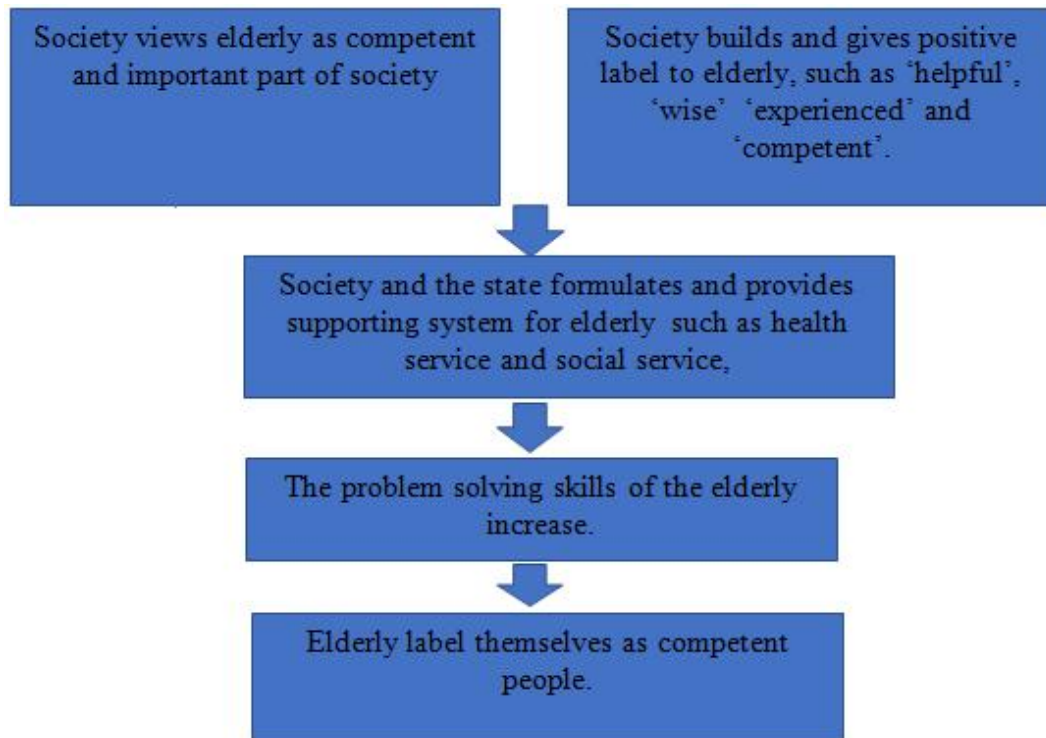 Society views elderly as competent
and important part of society
Society builds and gives positive
label to elderly, such as ‘helpful’,
‘wise’ ‘experienced’ and
‘competent’.
Society and the state formulates and provides
supporting system for elderly such as health
service and social service,
The problem solving skills of the elderly
increase.
Elderly label themselves as competent
people.